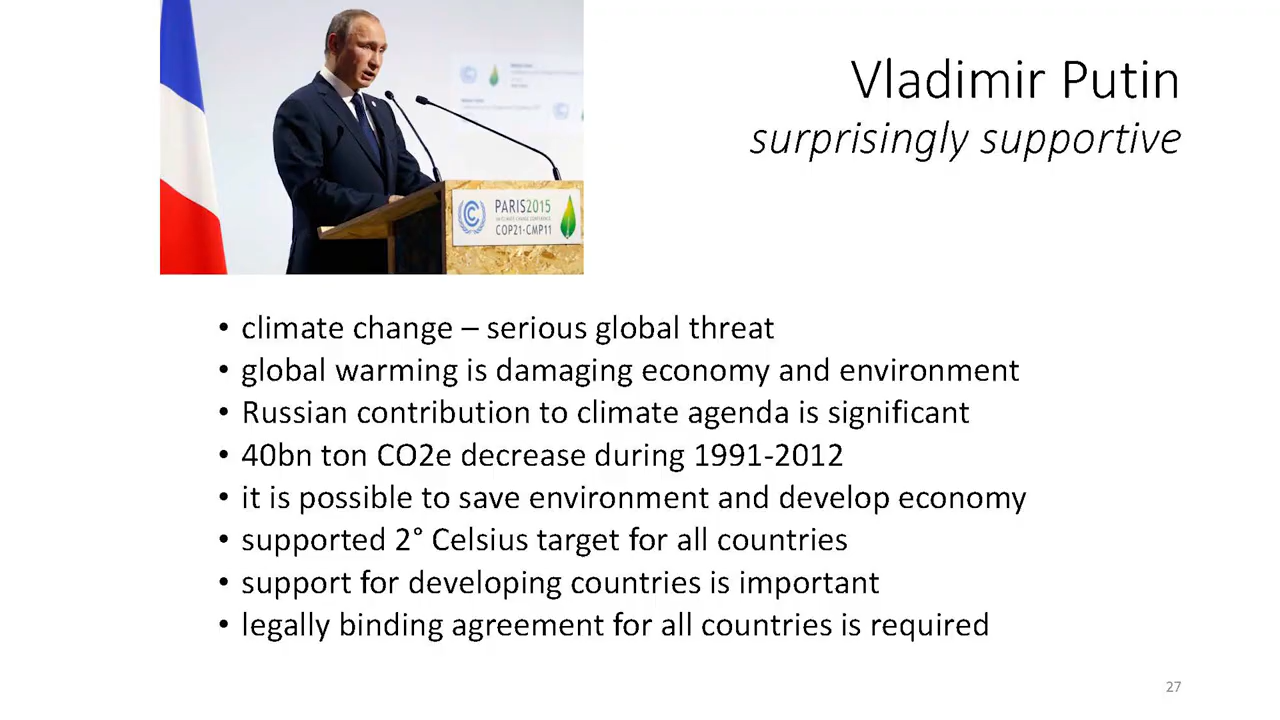 Vladimir Putin
surprisingly supportive
PARIS2015
COP21·CMP11
• climate change – serious global threat
• global warming is damaging economy and environment
• Russian contribution to climate agenda is significant
• 40bn ton CO2e decrease during 1991-2012
• it is possible to save environment and develop economy
• supported 2° Celsius target for all countries
• support for developing countries is important
• legally binding agreement for all countries is required
27